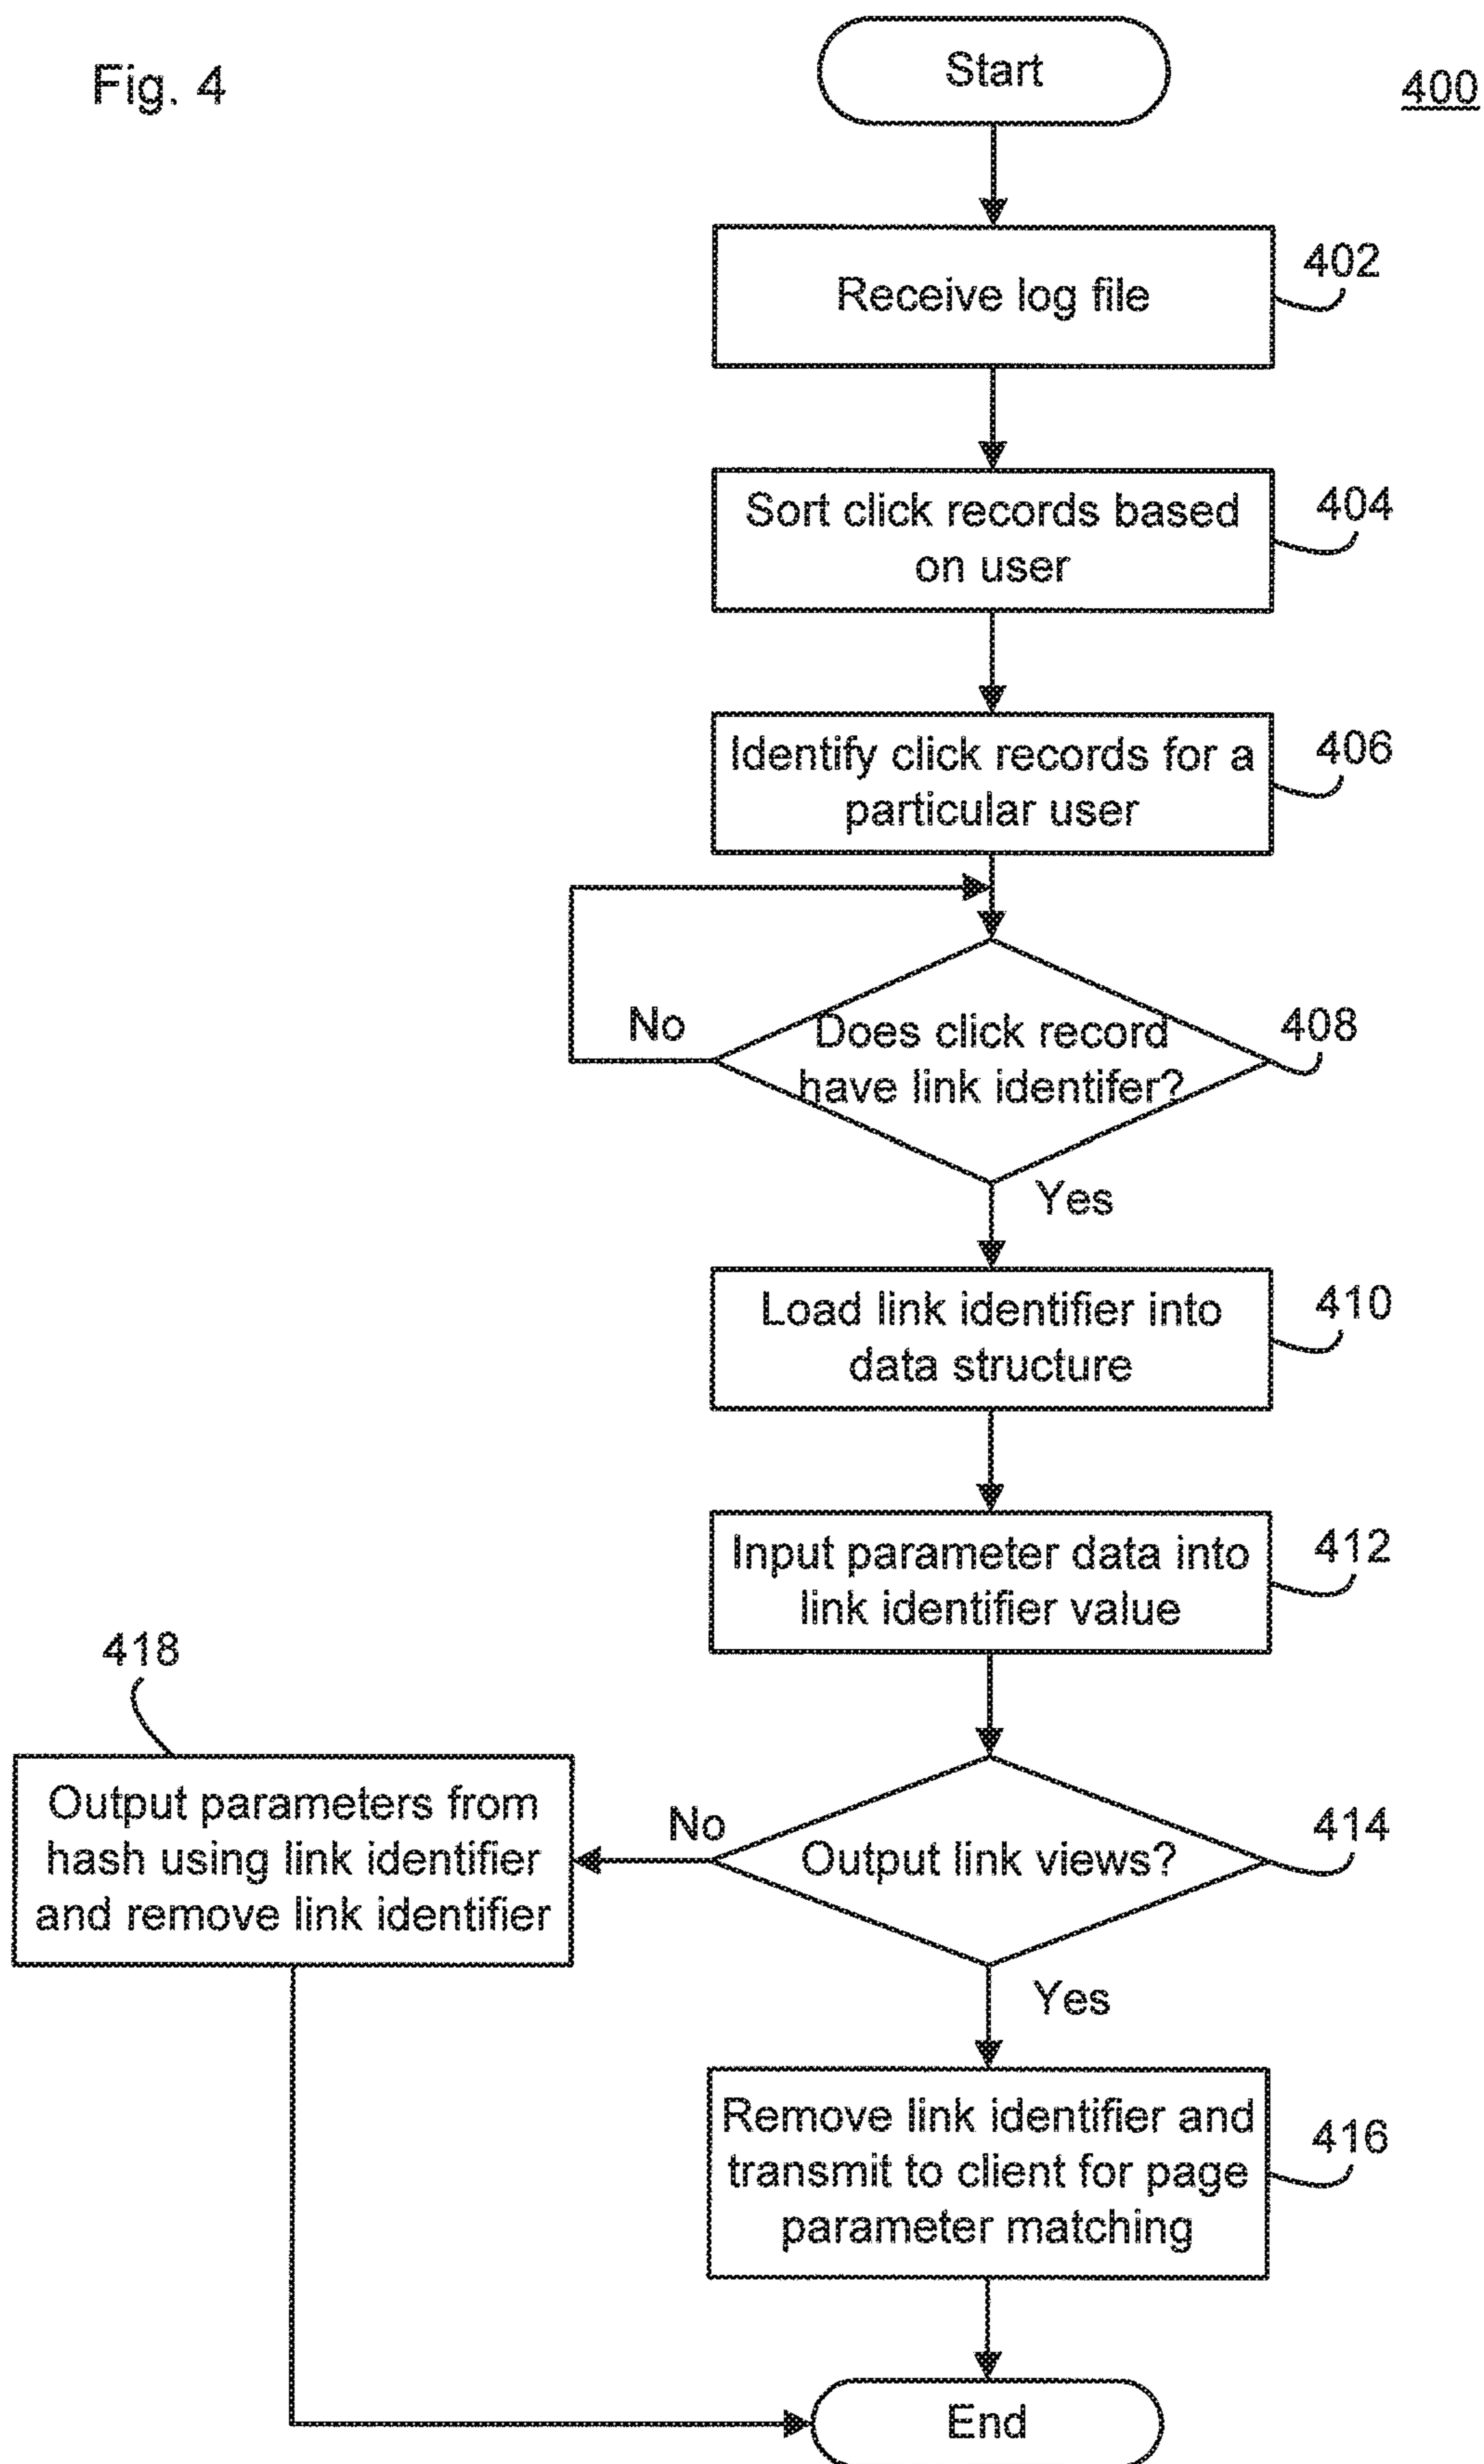 Fig. 4
400
Start
Receive log file
402
Sort click records based
on user
404
Identify click records for a
particular user
406
Does click record
have link identifer?
408
No
Yes
Load link identifier into
data structure
410
Input parameter data into
link identifier value
412
Output link views?
414
No
418
Output parameters from
hash using link identifier
and remove link identifier
Yes
Remove link identifier and
transmit to client for page
parameter matching
416
End